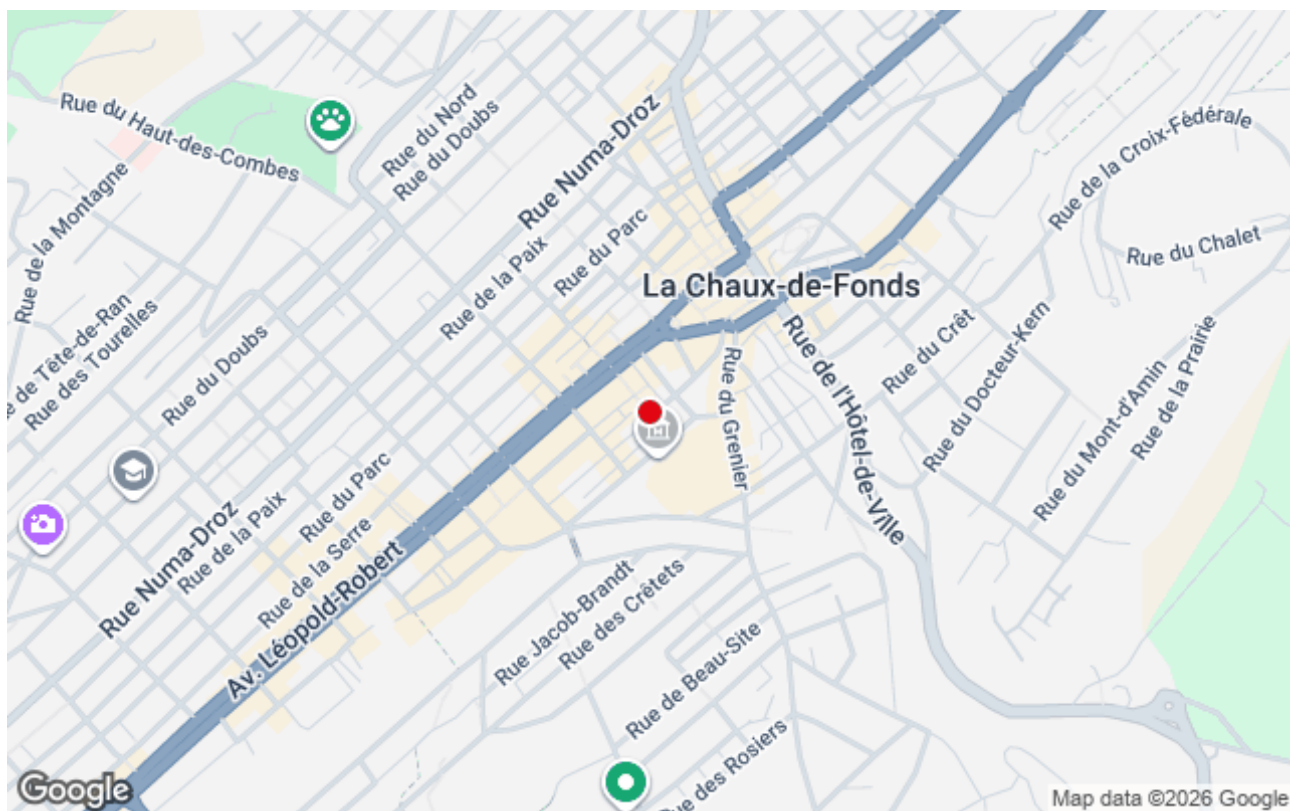 Rue du Haut-des-Combes
Rue du Nord
Rue du Doubs
Rue Numa-Droz
Rue de la Croix-Fédérale
Rue de la Montagne
Rue du Parc
Rue de la Paix
Rue du Chalet
La Chaux-de-Fonds
de Tête-de-Ran
Rue des Tourelles
Rue du Doubs
Rue du Grenier
Rue de l'Hôtel-de-Ville
Rue du Crêt
Rue du Docteur-Kern
Rue du Mont-d'Amin
Rue de la Prairie
Rue du Parc
Rue de la Paix
Rue Numa-Droz
Rue de la Serre
Av. Léopold-Robert
Rue Jacob-Brandt
Rue des Crêtets
Rue de Beau-Site
Rue des Rosiers
Google
Map data ©2026 Google